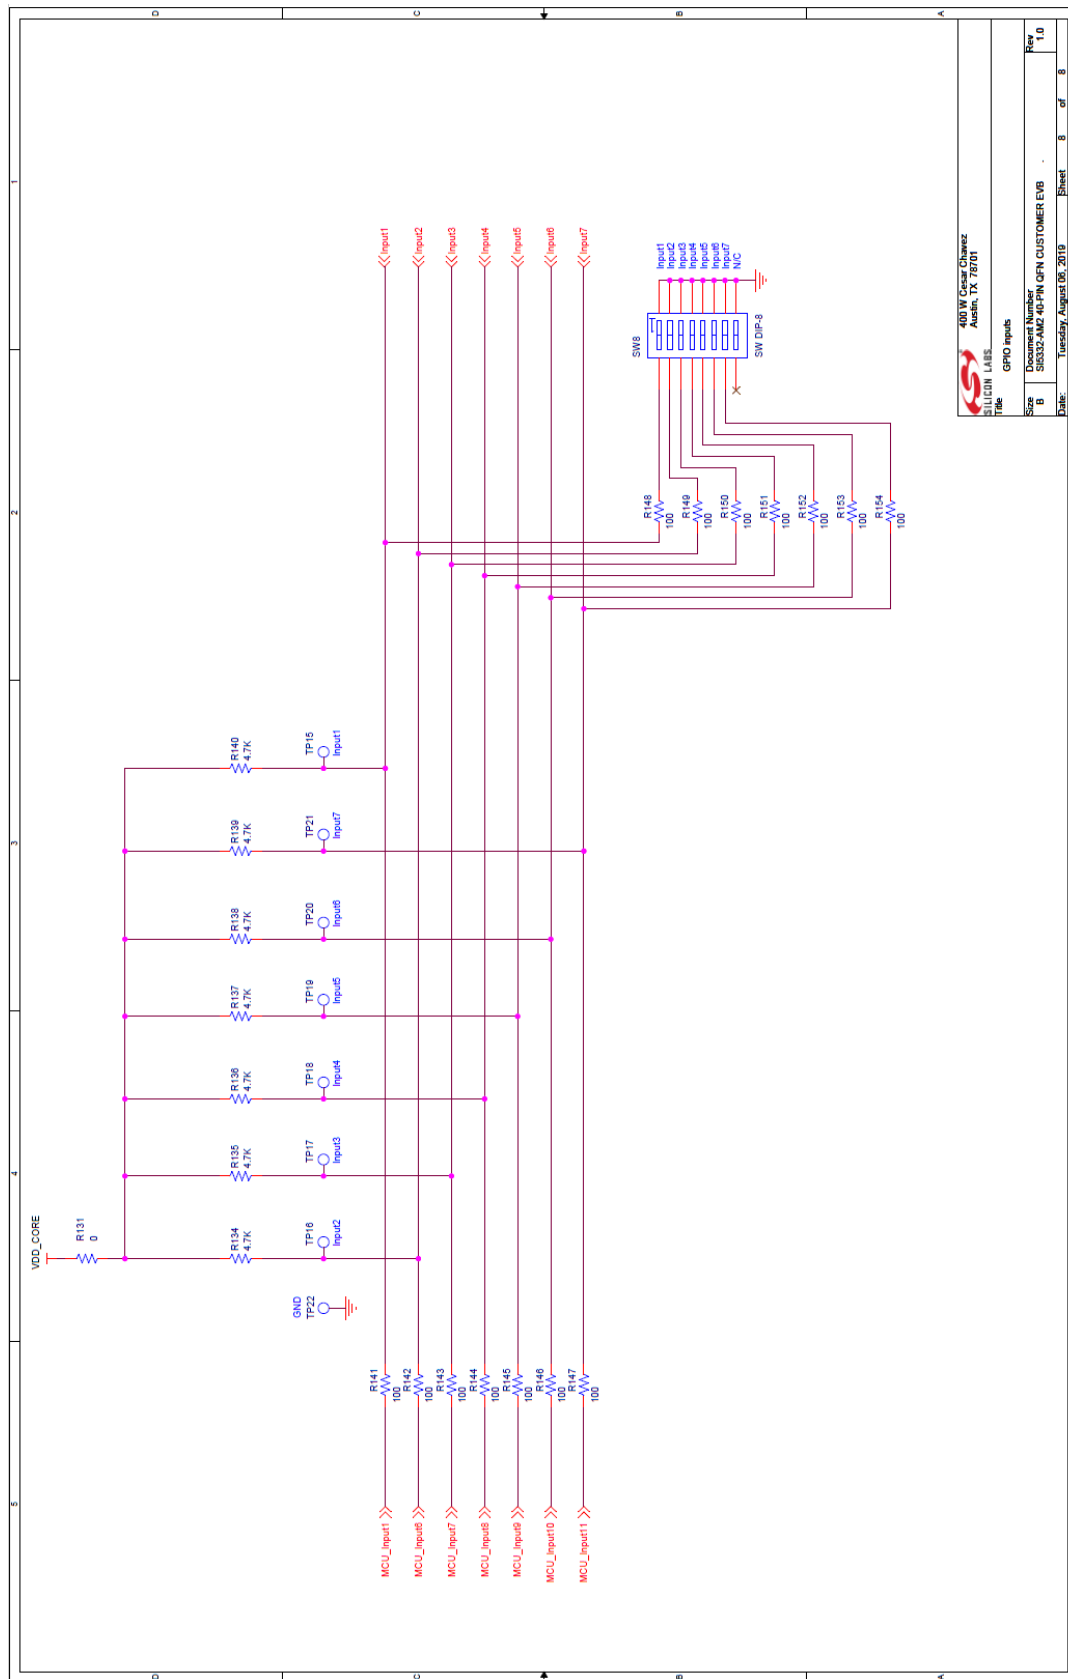 5
4
3
2
1
D
C
B
A
D
C
B
A
VDD_CORE
R131
0
R134
4.7K
R135
4.7K
R136
4.7K
R137
4.7K
R138
4.7K
R139
4.7K
R140
4.7K
GND
TP22
TP16
Input2
TP17
Input3
TP18
Input4
TP19
Input5
TP20
Input6
TP21
Input7
TP15
Input1
MCU_Input1
R141
100
Input1
MCU_Input6
R142
100
Input2
MCU_Input7
R143
100
Input3
MCU_Input8
R144
100
Input4
MCU_Input9
R145
100
Input5
MCU_Input10
R146
100
Input6
MCU_Input11
R147
100
Input7
R148
100
R149
100
R150
100
R151
100
R152
100
R153
100
R154
100
SW8
SW DIP-8
Input1
Input2
Input3
Input4
Input5
Input6
Input7
N/C
SILICON LABS
400 W Cesar Chavez
Austin, TX 78701
Title
GPIO inputs
Size
B
Document Number
SI5332-AM2 40-PIN QFN CUSTOMER EVB
Rev
1.0
Date:
Tuesday, August 06, 2019
Sheet
8
of
8